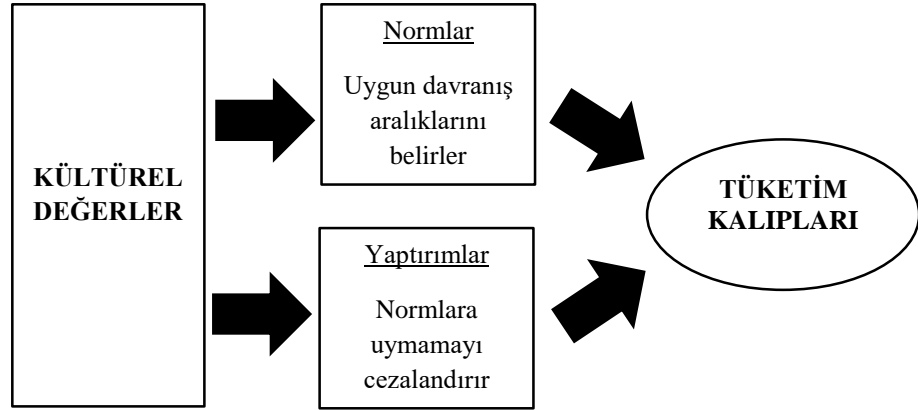 KÜLTÜREL
DEĞERLER
Normlar
Uygun davranış
aralıklarını
belirler
Yaptırımlar
Normlara
uymamayı
cezalandırır
TÜKETİM
KALIPLARI